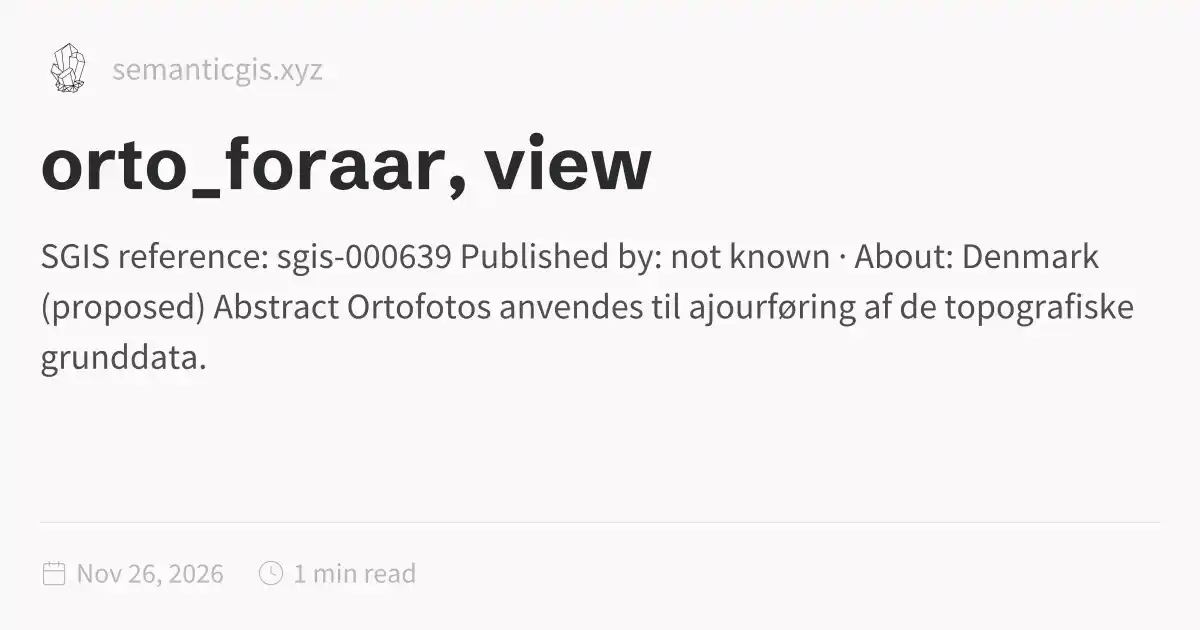 semanticgis.xyz
orto_foraar, view
SGIS reference: sgis-000639 Published by: not known · About: Denmark
(proposed) Abstract Ortofotos anvendes til ajourføring af de topografiske
grunddata.
Nov 26, 2026 1 min read